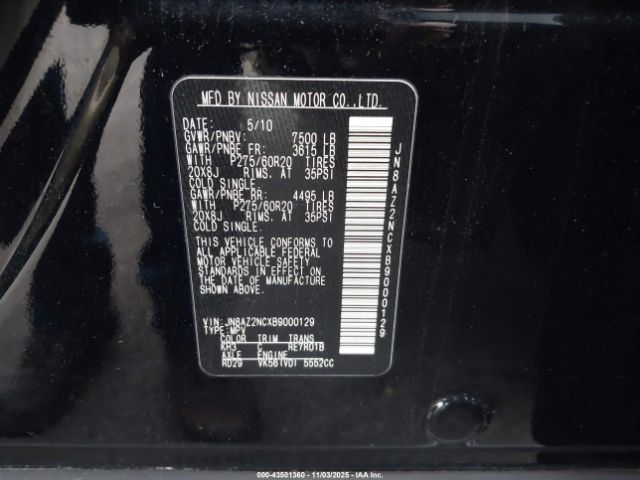 MFD BY NISSAN MOTOR CO.,LTD.
DATE: 5/10
GVWR/PNBV: 7500 LB
GAWR/PNBE FR: 3615 LB
WITH P275/60R20 TIRES
20X8J RIMS. AT 35PSI
COLD SINGLE.
GAWR/PNBE RR: 4495 LB
WITH P275/60R20 TIRES
20X8J RIMS. AT 35PSI
COLD SINGLE.
THIS VEHICLE CONFORMS TO
ALL APPLICABLE FEDERAL
MOTOR VEHICLE SAFETY
STANDARDS IN EFFECT ON
THE DATE OF MANUFACTURE
SHOWN ABOVE.
VIN: JN8AZ2NCXB9000129
TYPE: MPV
COLOR TRIM TRANS
KH3 C RE7R01B
AXLE ENGINE
RD29 VK56(VD) 5552CC
JN8AZ2NCXB9000129
000-43501360 - 11/03/2025 - IAA Inc.